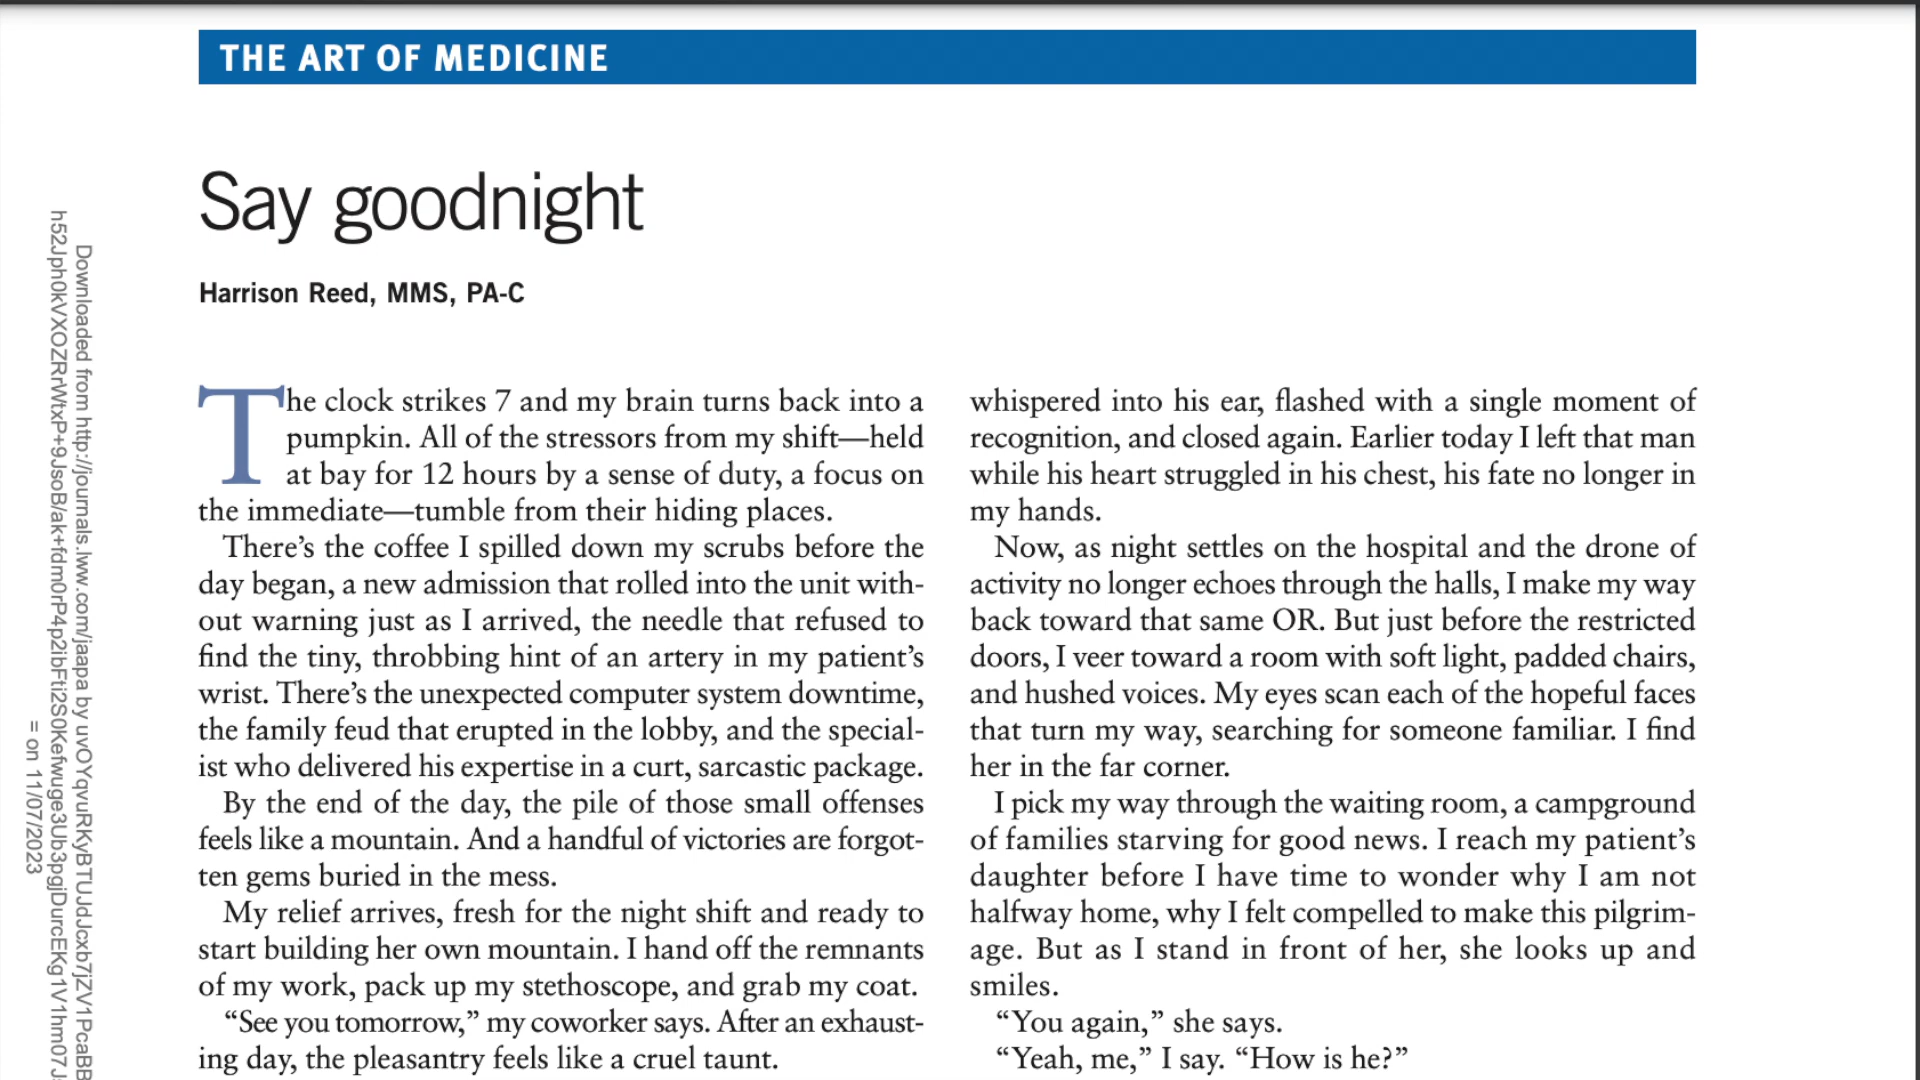 THE ART OF MEDICINE
Say goodnight
Harrison Reed, MMS, PA-C
The clock strikes 7 and my brain turns back into a
pumpkin. All of the stressors from my shift—held
at bay for 12 hours by a sense of duty, a focus on
the immediate—tumble from their hiding places.
There’s the coffee I spilled down my scrubs before the
day began, a new admission that rolled into the unit with-
out warning just as I arrived, the needle that refused to
find the tiny, throbbing hint of an artery in my patient’s
wrist. There’s the unexpected computer system downtime,
the family feud that erupted in the lobby, and the special-
ist who delivered his expertise in a curt, sarcastic package.
By the end of the day, the pile of those small offenses
feels like a mountain. And a handful of victories are forgot-
ten gems buried in the mess.
My relief arrives, fresh for the night shift and ready to
start building her own mountain. I hand off the remnants
of my work, pack up my stethoscope, and grab my coat.
“See you tomorrow,” my coworker says. After an exhaust-
ing day, the pleasantry feels like a cruel taunt.
whispered into his ear, flashed with a single moment of
recognition, and closed again. Earlier today I left that man
while his heart struggled in his chest, his fate no longer in
my hands.
Now, as night settles on the hospital and the drone of
activity no longer echoes through the halls, I make my way
back toward that same OR. But just before the restricted
doors, I veer toward a room with soft light, padded chairs,
and hushed voices. My eyes scan each of the hopeful faces
that turn my way, searching for someone familiar. I find
her in the far corner.
I pick my way through the waiting room, a campground
of families starving for good news. I reach my patient’s
daughter before I have time to wonder why I am not
halfway home, why I felt compelled to make this pilgrim-
age. But as I stand in front of her, she looks up and
smiles.
“You again,” she says.
“Yeah, me,” I say. “How is he?”
Downloaded from http://journals.lww.com/jaapa by
= on 11/07/2023